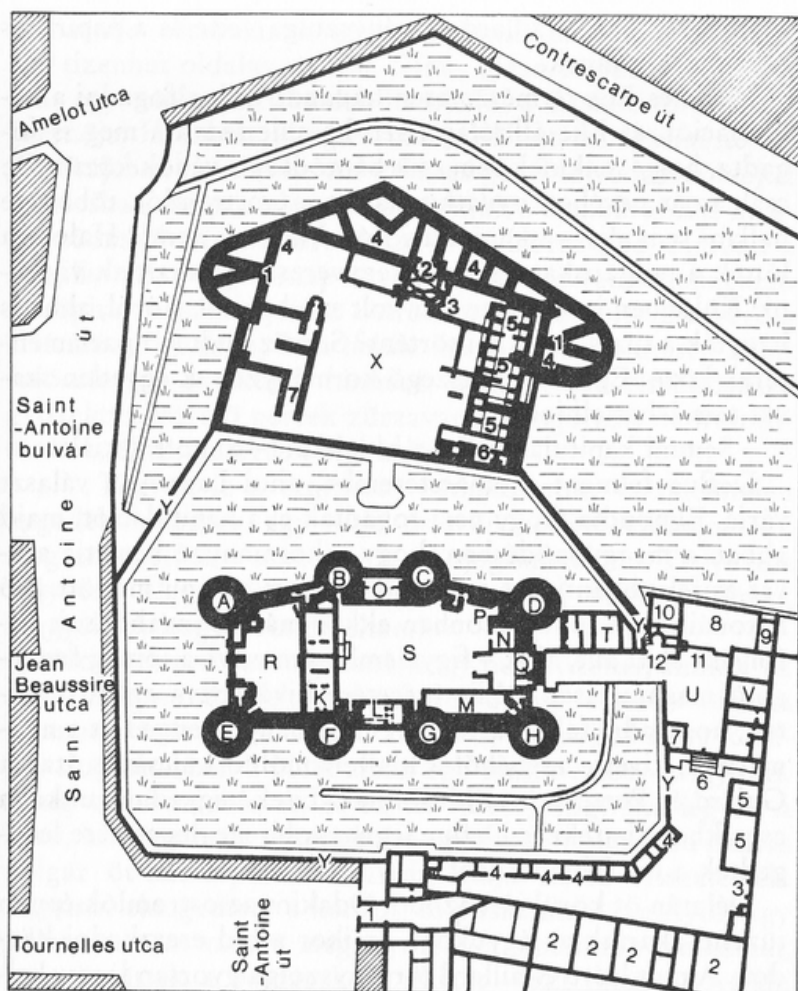 Contrescarpe út
Amelot utca
út
Saint
-Antoine
bulvár
Saint Antoine
Jean
Beaussire
utca
Tournelles utca
Saint
-Antoine
út
4
4
1
2
4
3
5
1
4
5
X
7
5
6
Y
B
C
O
A
D
P
I
N
I T
Y
R
S
Q
K
L
M
E
F
G
H
10
8
9
12
11
U
V
7
6
Y
5
5
4
3
Y
4
4
4
1
2
2
2
2